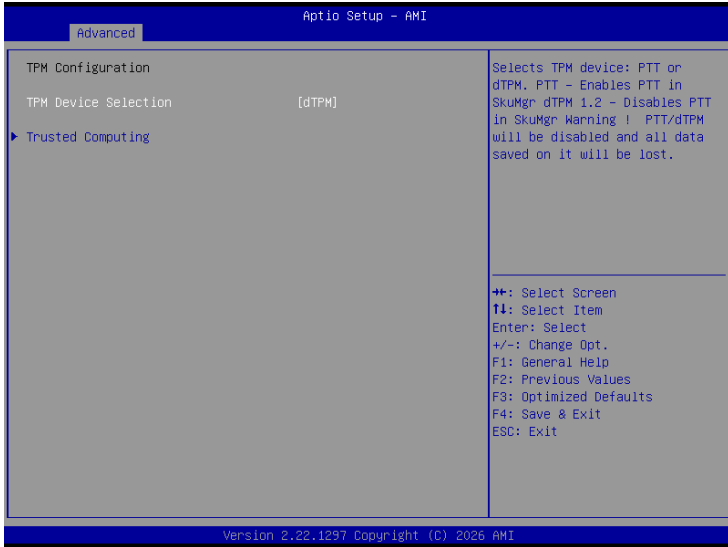 Aptio Setup – AMI
Advanced
TPM Configuration
TPM Device Selection [dTPM]
Trusted Computing
Selects TPM device: PTT or
dTPM. PTT – Enables PTT in
SkuMgr dTPM 1.2 – Disables PTT
in SkuMgr Warning ! PTT/dTPM
will be disabled and all data
saved on it will be lost.
→←: Select Screen
↑↓: Select Item
Enter: Select
+/–: Change Opt.
F1: General Help
F2: Previous Values
F3: Optimized Defaults
F4: Save & Exit
ESC: Exit
Version 2.22.1297 Copyright (C) 2026 AMI